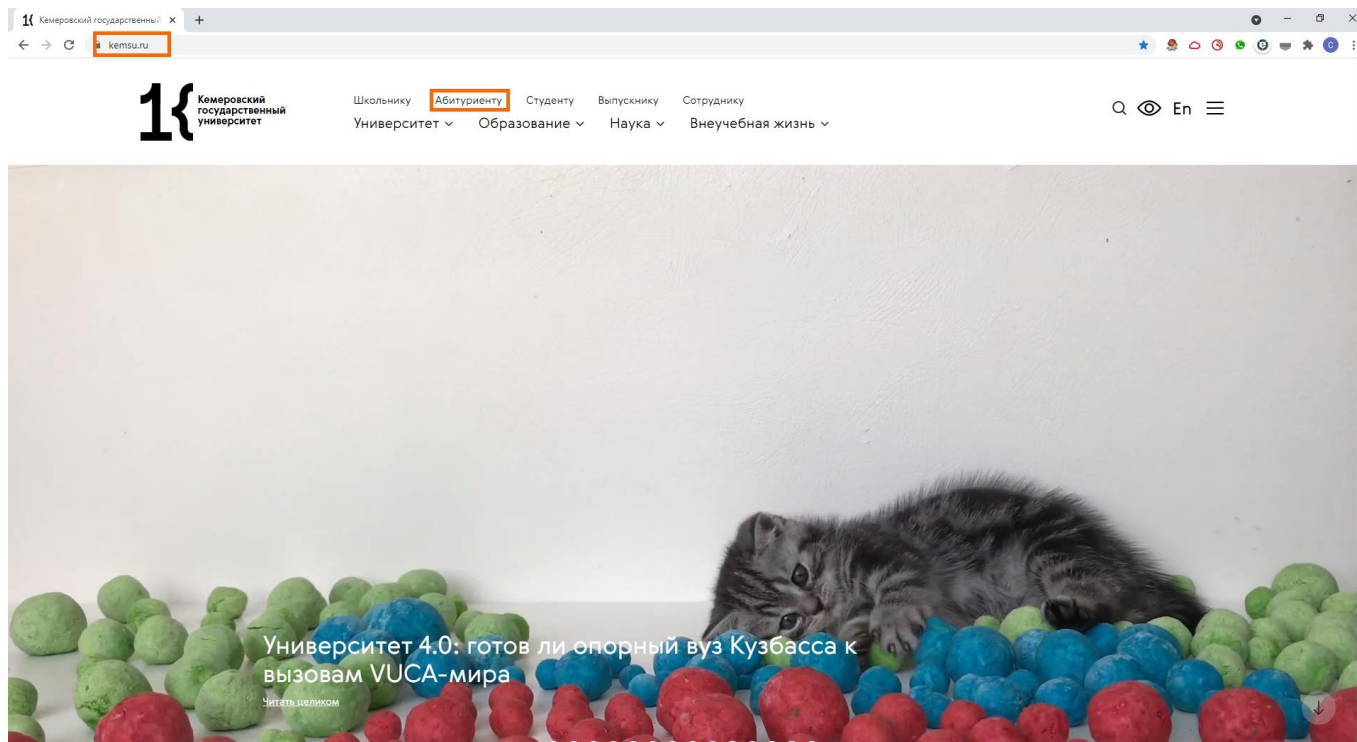 Кемеровский государственный
kemsu.ru
Кемеровский
государственный
университет
Школьнику Абитуриенту Студенту Выпускнику Сотруднику
Университет Образование Наука Внеучебная жизнь
En
Университет 4.0: готов ли опорный вуз Кузбасса к
вызовам VUCA-мира
Читать целиком